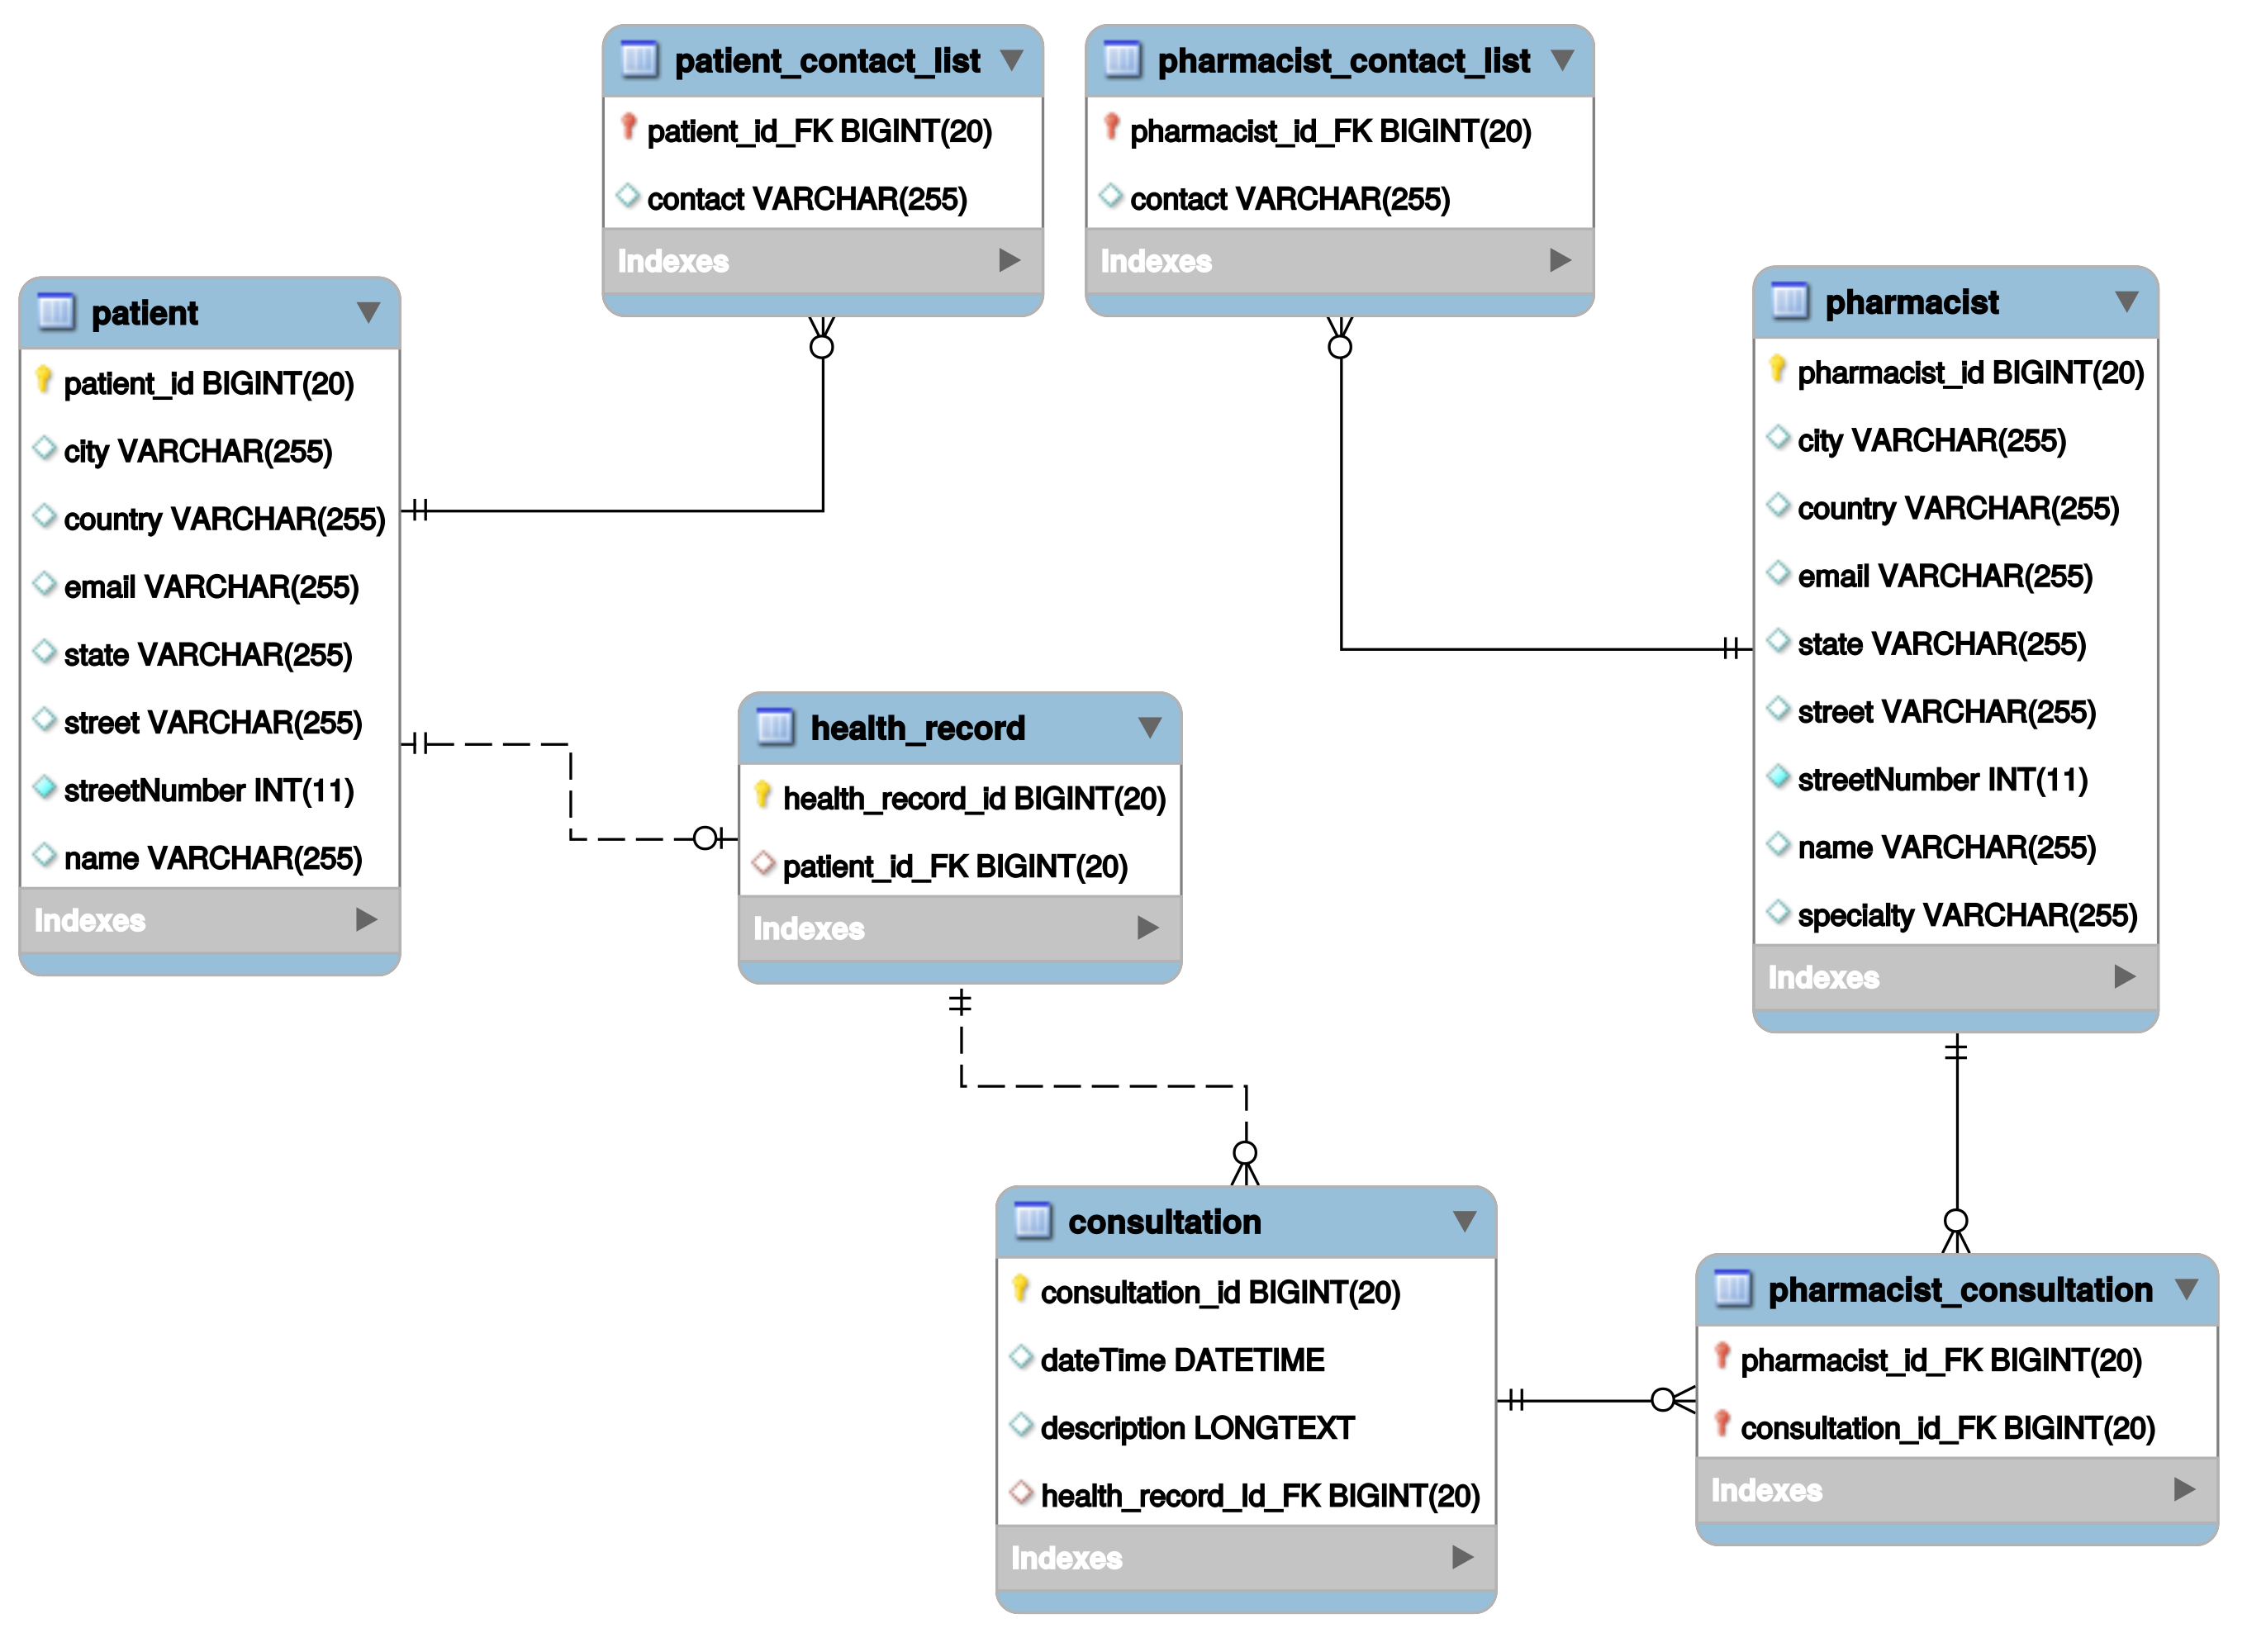 patient_contact_list
patient_id_FK BIGINT(20)
contact VARCHAR(255)
Indexes
pharmacist_contact_list
pharmacist_id_FK BIGINT(20)
contact VARCHAR(255)
Indexes
patient
patient_id BIGINT(20)
city VARCHAR(255)
country VARCHAR(255)
email VARCHAR(255)
state VARCHAR(255)
street VARCHAR(255)
streetNumber INT(11)
name VARCHAR(255)
Indexes
pharmacist
pharmacist_id BIGINT(20)
city VARCHAR(255)
country VARCHAR(255)
email VARCHAR(255)
state VARCHAR(255)
street VARCHAR(255)
streetNumber INT(11)
name VARCHAR(255)
specialty VARCHAR(255)
Indexes
health_record
health_record_id BIGINT(20)
patient_id_FK BIGINT(20)
Indexes
consultation
consultation_id BIGINT(20)
dateTime DATETIME
description LONGTEXT
health_record_Id_FK BIGINT(20)
Indexes
pharmacist_consultation
pharmacist_id_FK BIGINT(20)
consultation_id_FK BIGINT(20)
Indexes